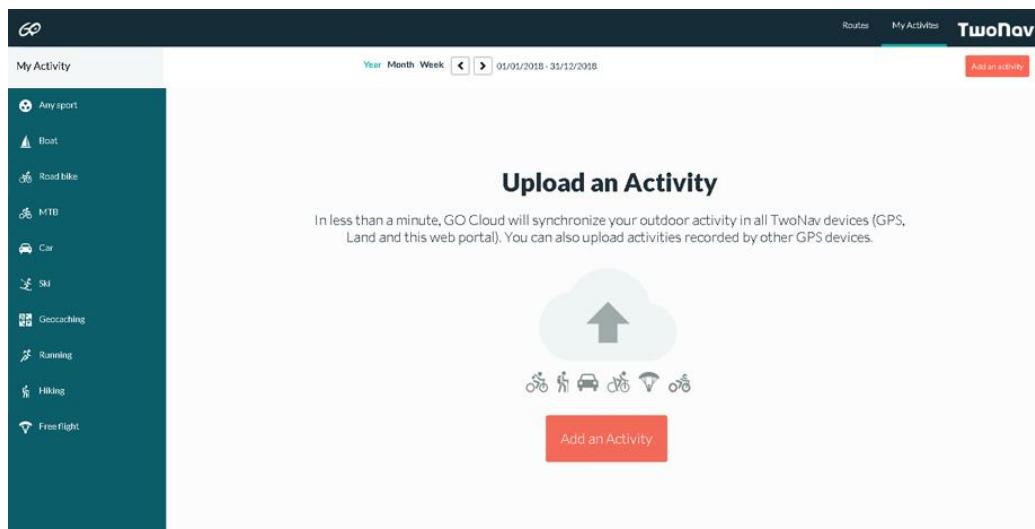 GO
Routes
My Activites
TwoNav
My Activity
Year Month Week
01/01/2018 - 31/12/2018
Add an activity
Any sport
Boat
Road bike
MTB
Car
Ski
Geocaching
Running
Hiking
Free flight
Upload an Activity
In less than a minute, GO Cloud will synchronize your outdoor activity in all TwoNav devices (GPS,
Land and this web portal). You can also upload activities recorded by other GPS devices.
Add an Activity